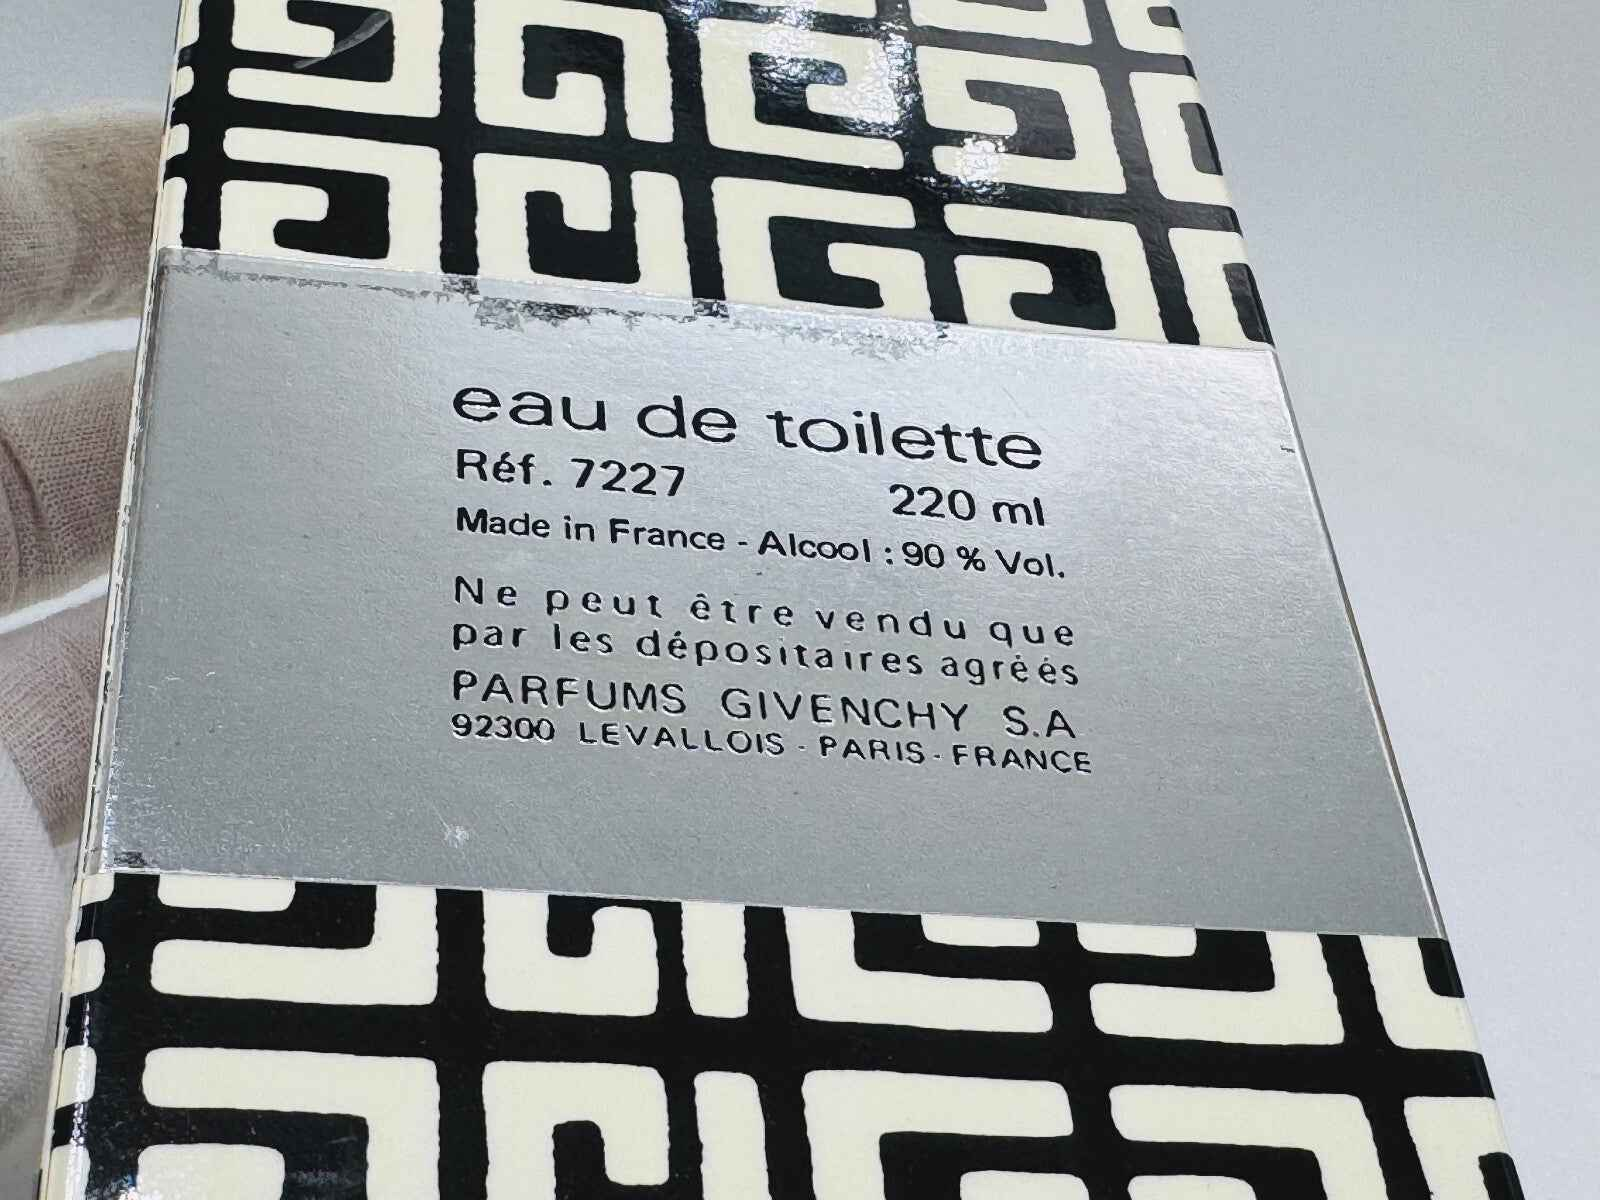 eau de toilette
Réf. 7227 220 ml
Made in France - Alcool : 90 % Vol.
Ne peut être vendu que
par les dépositaires agréés
PARFUMS GIVENCHY S.A
92300 LEVALLOIS - PARIS - FRANCE